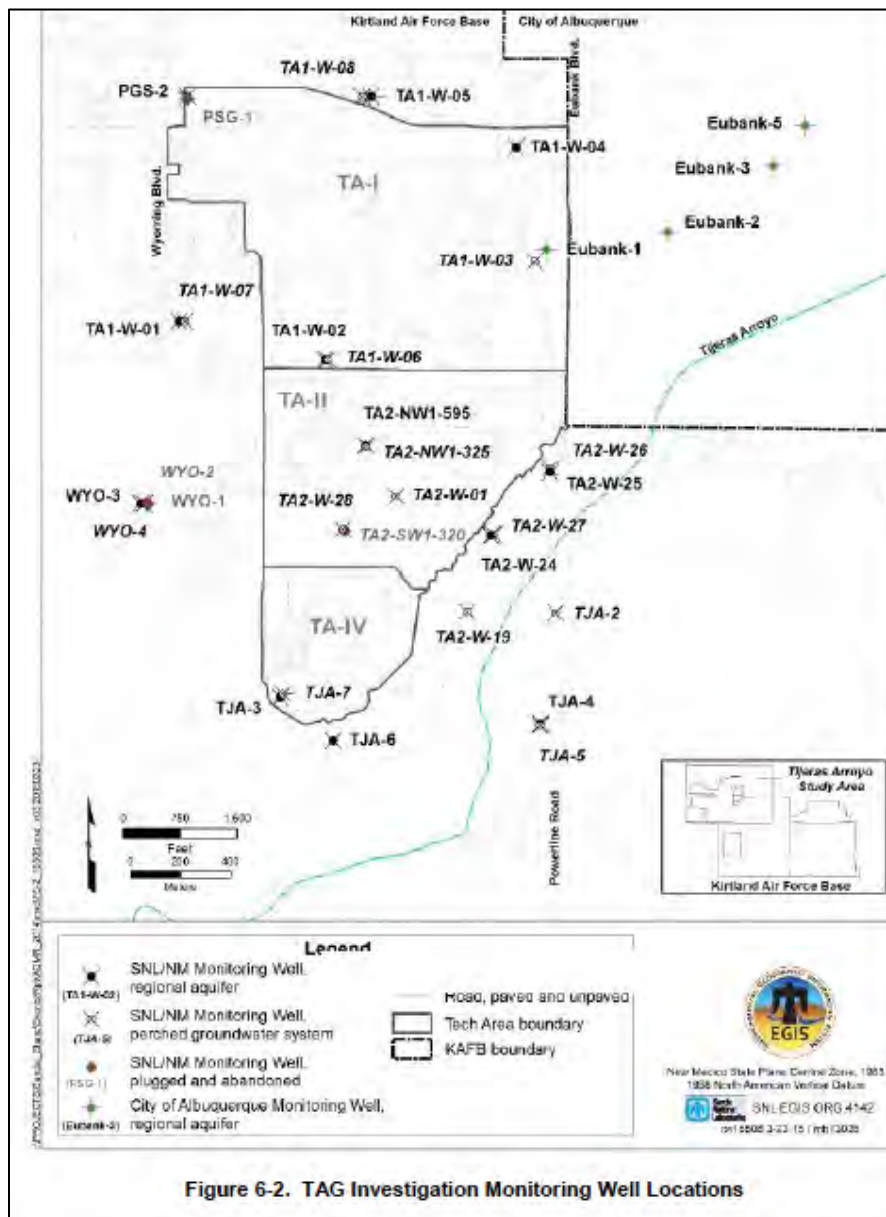 Kirtland Air Force Base
City of Albuquerque
Eubank Blvd.
TA1-W-08
PGS-2
TA1-W-05
PSG-1
Eubank-5
TA1-W-04
Eubank-3
TA-I
Wyoming Blvd.
Eubank-2
Eubank-1
TA1-W-03
TA1-W-07
TA1-W-01
TA1-W-02
TA1-W-06
Tijeras Arroyo
TA-II
TA2-NW1-595
TA2-NW1-325
TA2-W-26
TA2-W-25
WYO-2
WYO-3
WYO-1
WYO-4
TA2-W-28
TA2-W-01
TA2-SW1-320
TA2-W-27
TA2-W-24
TA-IV
TJA-2
TA2-W-19
TJA-7
TJA-3
TJA-4
TJA-6
TJA-5
Powerline Road
Tijeras Arroyo
Study Area
Kirtland Air Force Base
0 750 1,500
Feet
0 200 400
Meters
Legend
SNL/NM Monitoring Well,
regional aquifer
(TA1-W-02)
SNL/NM Monitoring Well,
perched groundwater system
SNL/NM Monitoring Well,
plugged and abandoned
(PSG-1)
City of Albuquerque Monitoring Well,
regional aquifer
Road, paved and unpaved
Tech Area boundary
KAFB boundary
EGIS
New Mexico State Plane Central Zone, 1983
1988 North American Vertical Datum
Sandia National Laboratories
SNL EGIS ORG.4142
Figure 6-2. TAG Investigation Monitoring Well Locations